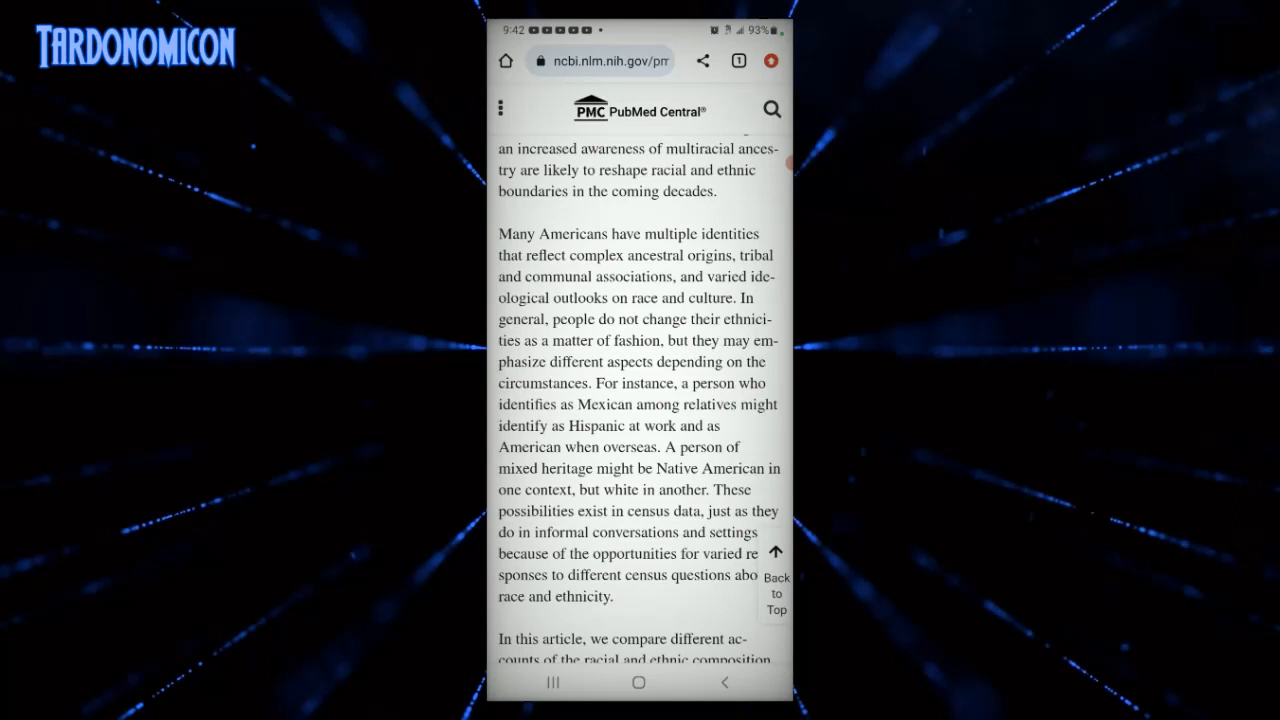 TARDONOMICON
9:42
93%
ncbi.nlm.nih.gov/pm
1
PMC PubMed Central®
an increased awareness of multiracial ances-
try are likely to reshape racial and ethnic
boundaries in the coming decades.
Many Americans have multiple identities
that reflect complex ancestral origins, tribal
and communal associations, and varied ide-
ological outlooks on race and culture. In
general, people do not change their ethnici-
ties as a matter of fashion, but they may em-
phasize different aspects depending on the
circumstances. For instance, a person who
identifies as Mexican among relatives might
identify as Hispanic at work and as
American when overseas. A person of
mixed heritage might be Native American in
one context, but white in another. These
possibilities exist in census data, just as they
do in informal conversations and settings
because of the opportunities for varied re
sponses to different census questions abo
race and ethnicity.
Back
to
Top
In this article, we compare different ac-
counts of the racial and ethnic composition